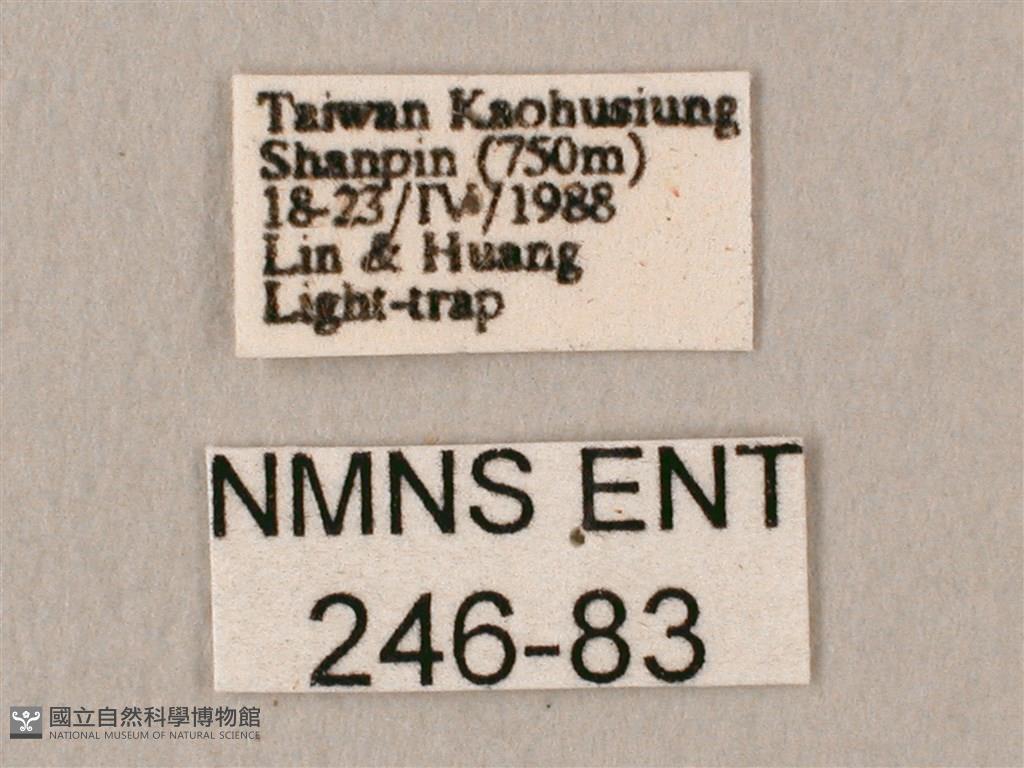 Taiwan Kaohusiung
Shanpin (750m)
18-23/IV/1988
Lin & Huang
Light-trap
NMNS ENT
246-83
國立自然科學博物館
NATIONAL MUSEUM OF NATURAL SCIENCE